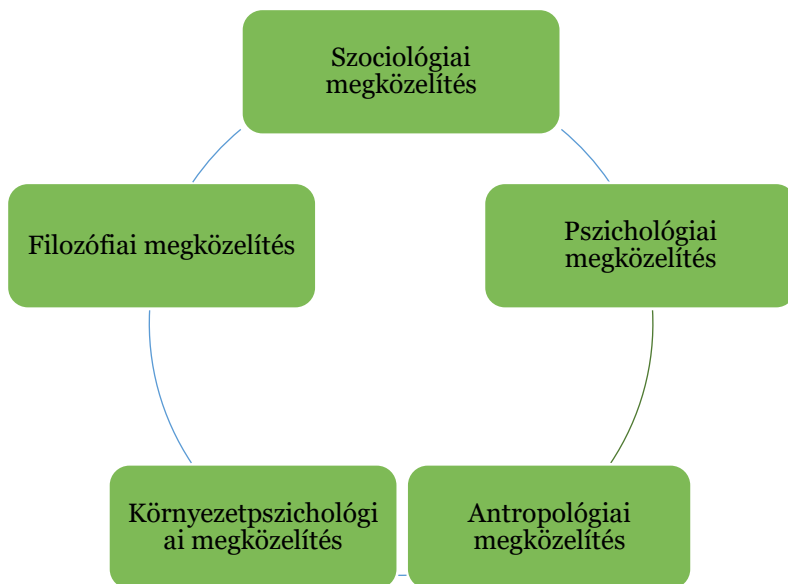 Szociológiai
megközelítés
Filozófiai megközelítés
Pszichológiai
megközelítés
Környezetpszichológi
ai megközelítés
Antropológiai
megközelítés